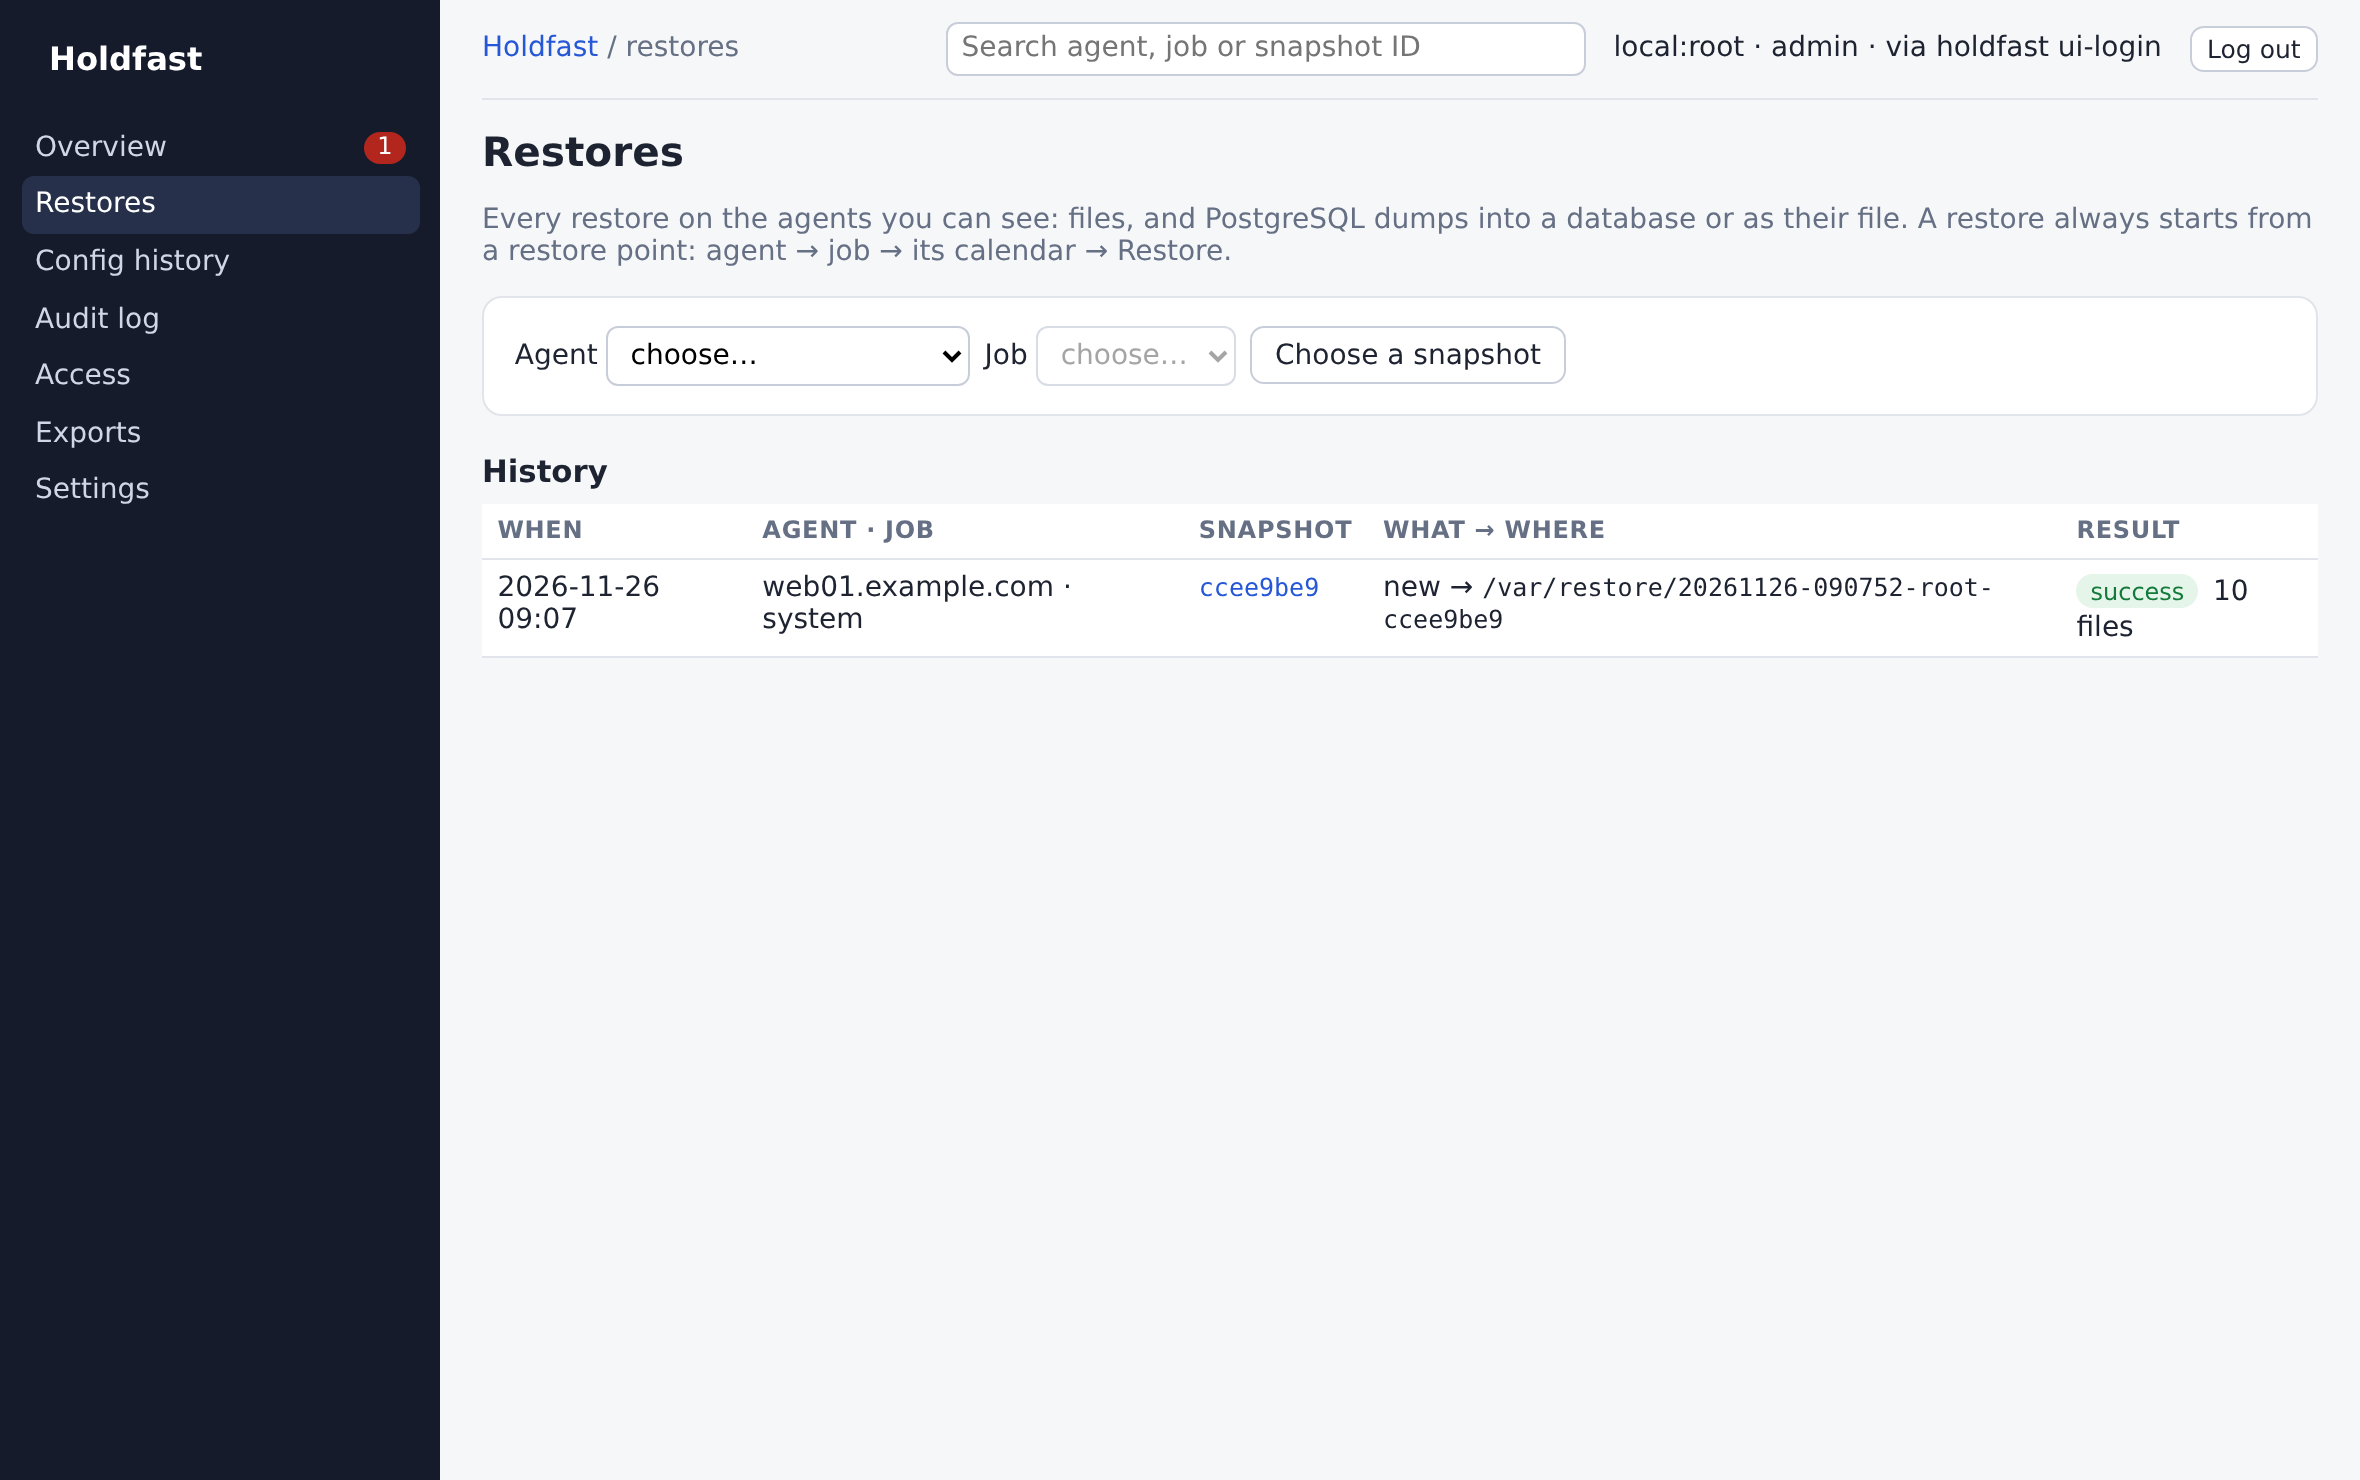 Holdfast
Overview 1
Restores
Config history
Audit log
Access
Exports
Settings
Holdfast / restores
Search agent, job or snapshot ID
local:root · admin · via holdfast ui-login
Log out
Restores
Every restore on the agents you can see: files, and PostgreSQL dumps into a database or as their file. A restore always starts from
a restore point: agent → job → its calendar → Restore.
Agent choose... Job choose... Choose a snapshot
History
WHEN AGENT · JOB SNAPSHOT WHAT → WHERE RESULT
2026-11-26 web01.example.com · ccee9be9 new → /var/restore/20261126-090752-root- success 10
09:07 system ccee9be9 files